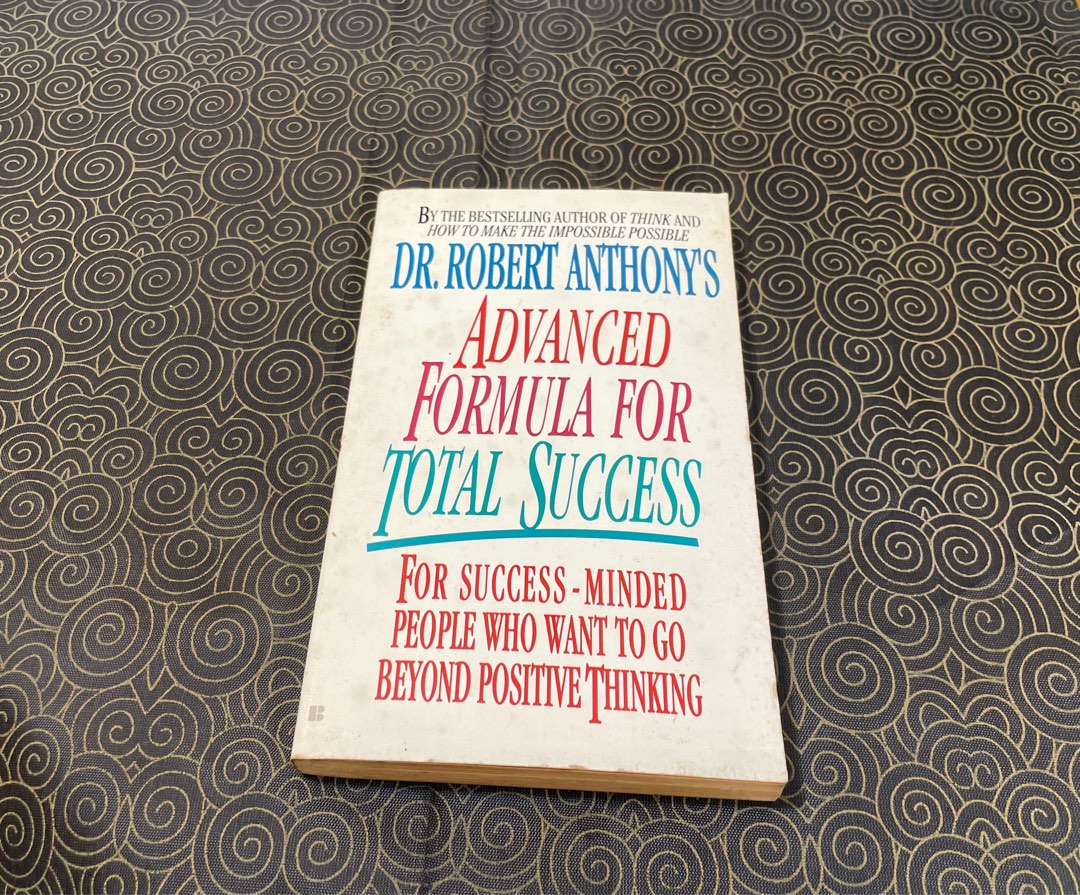 BY THE BESTSELLING AUTHOR OF THINK AND
HOW TO MAKE THE IMPOSSIBLE POSSIBLE
DR. ROBERT ANTHONY'S
ADVANCED
FORMULA FOR
TOTAL SUCCESS
FOR SUCCESS-MINDED
PEOPLE WHO WANT TO GO
BEYOND POSITIVE THINKING